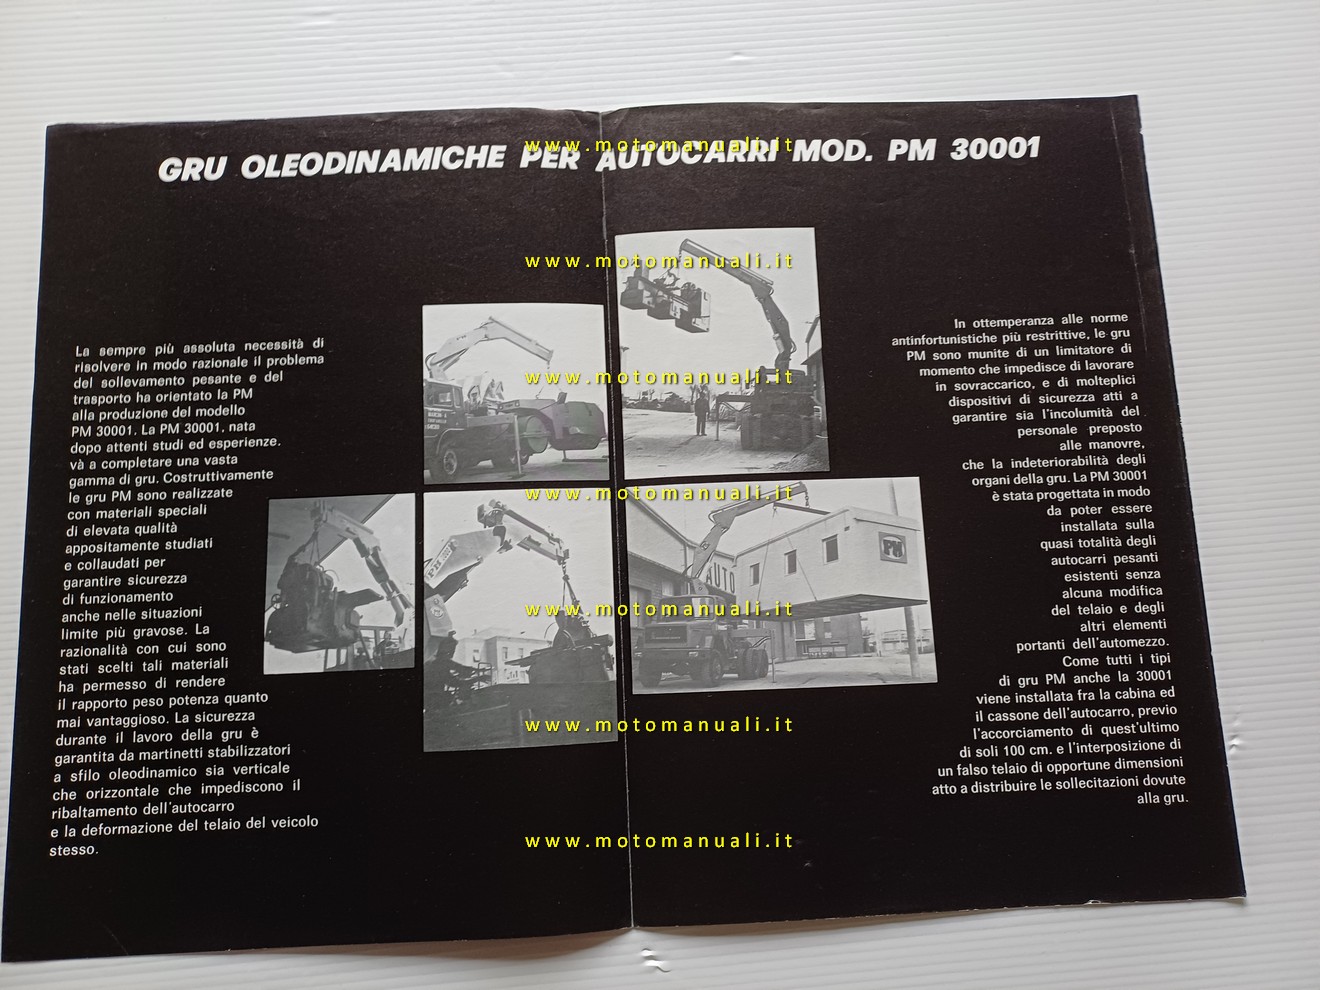 GRU OLEODINAMICHE PER AUTOCARRI MOD. PM 30001
La sempre più assoluta necessità di
risolvere in modo razionale il problema
del sollevamento pesante e del
trasporto ha orientato la PM
alla produzione del modello
PM 30001. La PM 30001, nata
dopo attenti studi ed esperienze.
và a completare una vasta
gamma di gru. Costruttivamente
le gru PM sono realizzate
con materiali speciali
di elevata qualità
appositamente studiati
e collaudati per
garantire sicurezza
di funzionamento
anche nelle situazioni
limite più gravose. La
razionalità con cui sono
stati scelti tali materiali
ha permesso di rendere
il rapporto peso potenza quanto
mai vantaggioso. La sicurezza
durante il lavoro della gru è
garantita da martinetti stabilizzatori
a sfilo oleodinamico sia verticale
che orizzontale che impediscono il
ribaltamento dell'autocarro
e la deformazione del telaio del veicolo
stesso.
In ottemperanza alle norme
antinfortunistiche più restrittive, le gru
PM sono munite di un limitatore di
momento che impedisce di lavorare
in sovraccarico, e di molteplici
dispositivi di sicurezza atti a
garantire sia l'incolumità del
personale preposto
alle manovre,
che la indeteriorabilità degli
organi della gru. La PM 30001
è stata progettata in modo
da poter essere
installata sulla
quasi totalità degli
autocarri pesanti
esistenti senza
alcuna modifica
del telaio e degli
altri elementi
portanti dell'automezzo.
Come tutti i tipi
di gru PM anche la 30001
viene installata fra la cabina ed
il cassone dell'autocarro, previo
l'accorciamento di quest'ultimo
di soli 100 cm. e l'interposizione di
un falso telaio di opportune dimensioni
atto a distribuire le sollecitazioni dovute
alla gru.
AUTO
PM
www.motomanuali.it
www.motomanuali.it
www.motomanuali.it
www.motomanuali.it
www.motomanuali.it
www.motomanuali.it
www.motomanuali.it